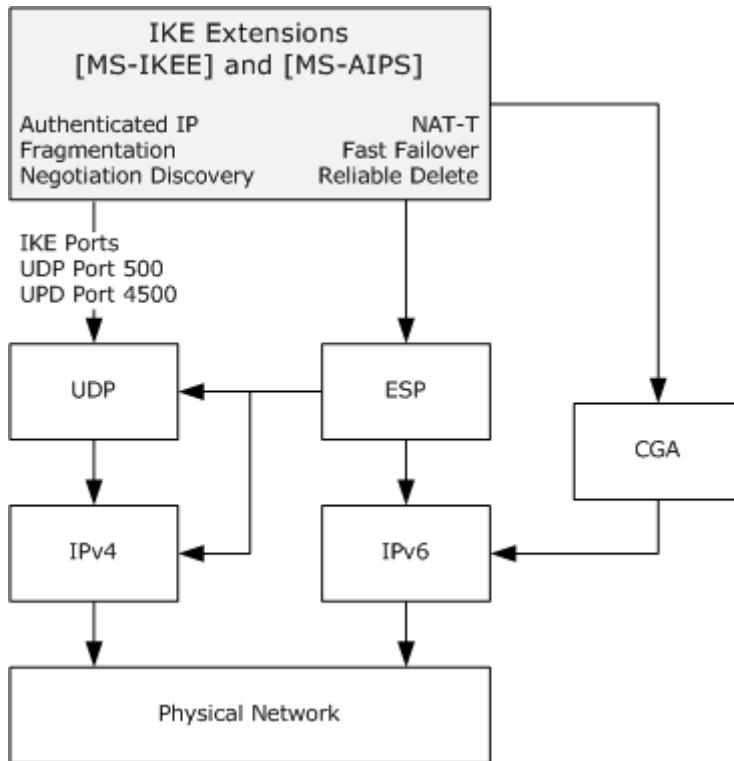 IKE Extensions
[MS-IKEE] and [MS-AIPS]
Authenticated IP
Fragmentation
Negotiation Discovery
NAT-T
Fast Failover
Reliable Delete
IKE Ports
UDP Port 500
UPD Port 4500
UDP
ESP
CGA
IPv4
IPv6
Physical Network